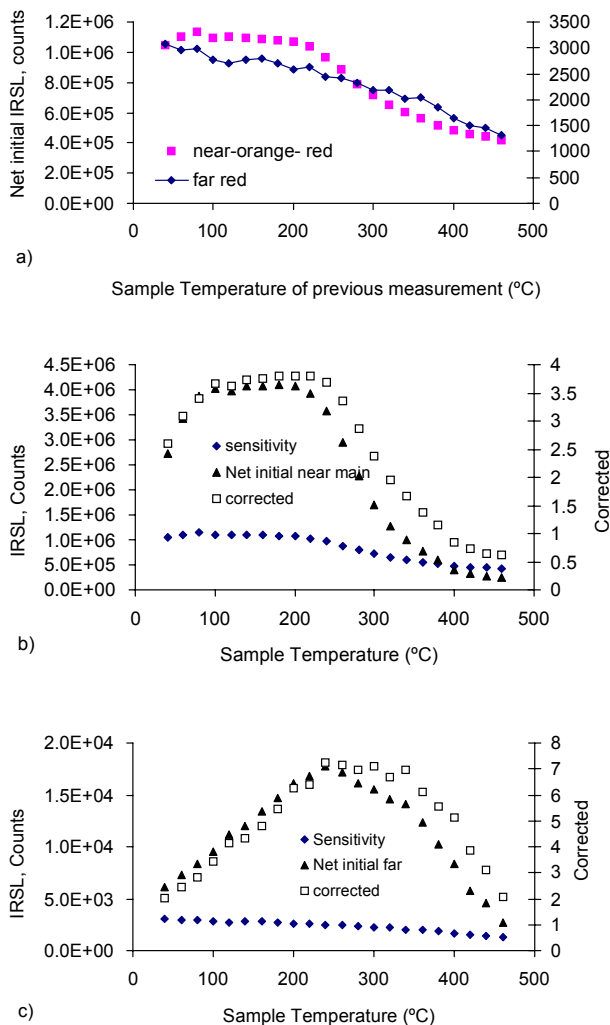 1.2E+06 3500
1.0E+06 3000
8.0E+05 2500
6.0E+05 2000
4.0E+05 1500
2.0E+05 1000
0.0E+00 500
0
Net initial IRSL, counts
near-orange- red
far red
0 100 200 300 400 500
a)
Sample Temperature of previous measurement (ºC)
4.5E+06 4
4.0E+06 3.5
3.5E+06 3
3.0E+06 2.5
2.5E+06 2
2.0E+06 1.5
1.5E+06 1
1.0E+06 0.5
5.0E+05 0
0.0E+00
IRSL, Counts
Corrected
sensitivity
Net initial near main
corrected
0 100 200 300 400 500
b)
Sample Temperature (ºC)
2.0E+04 8
1.5E+04 7
1.0E+04 6
5.0E+03 5
0.0E+00 4
3
2
1
0
IRSL, Counts
Corrected
Sensitivity
Net initial far
corrected
0 100 200 300 400 500
c)
Sample Temperature (ºC)